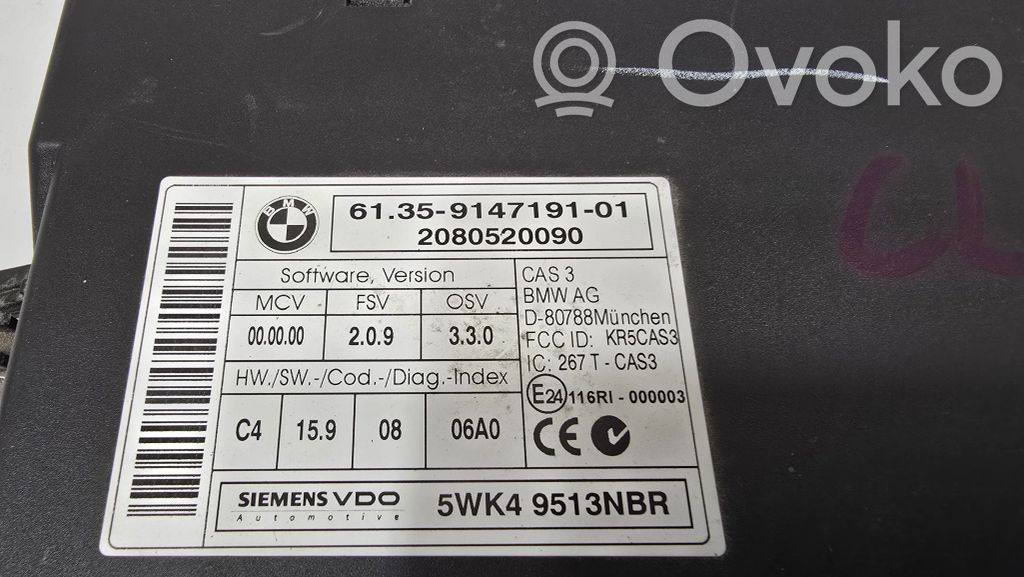 Ovoko
CL
BMW
61.35-9147191-01
2080520090
Software, Version
MCV FSV OSV
00.00.00 2.0.9 3.3.0
HW./SW.-/Cod.-/Diag.-Index
C4 15.9 08 06A0
CAS 3
BMW AG
D-80788München
FCC ID: KR5CAS3
IC: 267 T - CAS3
E24 116RI - 000003
CE
SIEMENS VDO
Automotive
5WK4 9513NBR